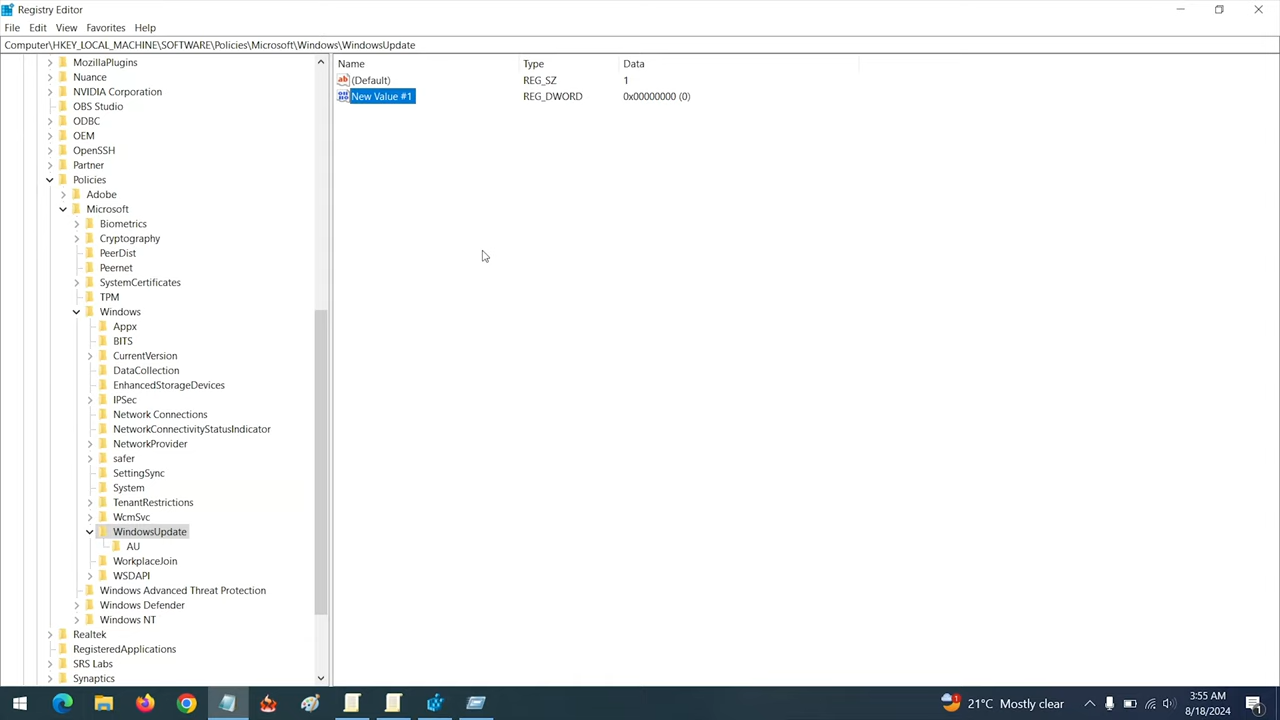 Registry Editor
File Edit View Favorites Help
Computer\HKEY_LOCAL_MACHINE\SOFTWARE\Policies\Microsoft\Windows\WindowsUpdate
MozillaPlugins
Nuance
NVIDIA Corporation
OBS Studio
ODBC
OEM
OpenSSH
Partner
Policies
Adobe
Microsoft
Biometrics
Cryptography
PeerDist
Peernet
SystemCertificates
TPM
Windows
Appx
BITS
CurrentVersion
DataCollection
EnhancedStorageDevices
IPSec
Network Connections
NetworkConnectivityStatusIndicator
NetworkProvider
safer
SettingSync
System
TenantRestrictions
WcmSvc
WindowsUpdate
AU
WorkplaceJoin
WSDAPI
Windows Advanced Threat Protection
Windows Defender
Windows NT
Realtek
RegisteredApplications
SRS Labs
Synaptics
Name Type Data
(Default) REG_SZ 1
New Value #1 REG_DWORD 0x00000000 (0)
21°C Mostly clear
3:55 AM
8/18/2024